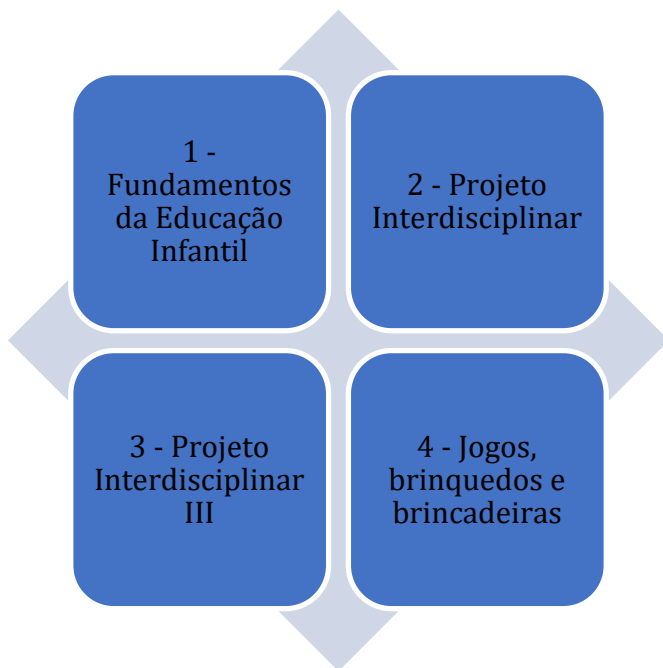 1 -
Fundamentos
da Educação
Infantil
2 - Projeto
Interdisciplinar
3 - Projeto
Interdisciplinar
III
4 - Jogos,
brinquedos e
brincadeiras